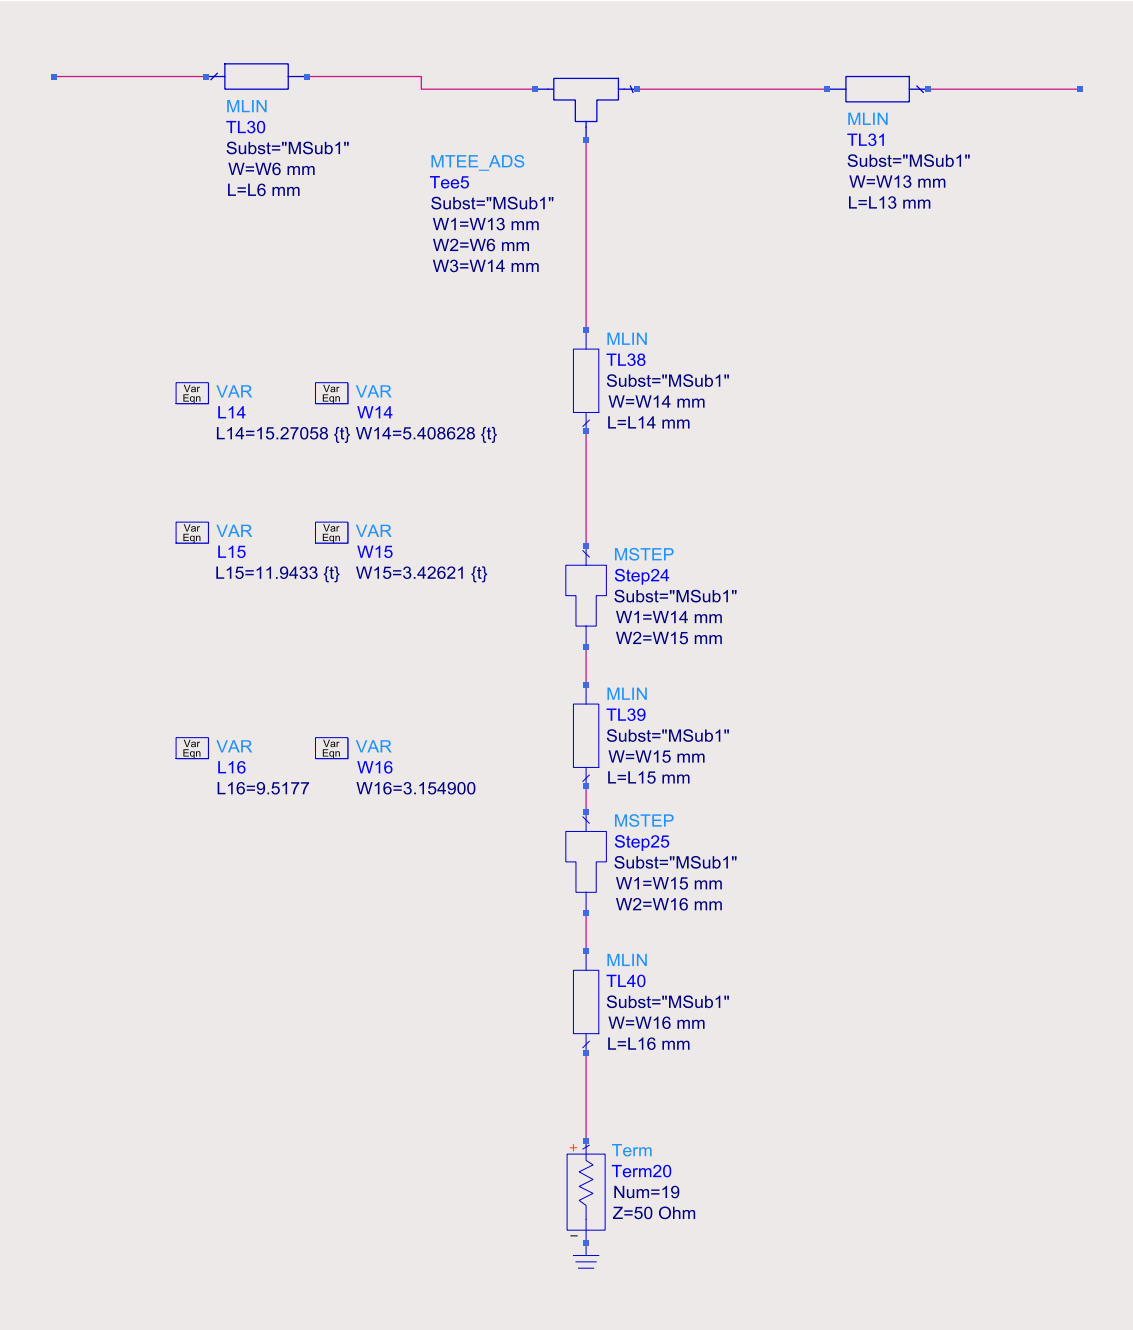 MLIN
TL30
Subst="MSub1"
W=W6 mm
L=L6 mm
MTEE_ADS
Tee5
Subst="MSub1"
W1=W13 mm
W2=W6 mm
W3=W14 mm
MLIN
TL31
Subst="MSub1"
W=W13 mm
L=L13 mm
MLIN
TL38
Subst="MSub1"
W=W14 mm
L=L14 mm
Var
Eqn
VAR
L14
L14=15.27058 {t}
Var
Eqn
VAR
W14
W14=5.408628 {t}
Var
Eqn
VAR
L15
L15=11.9433 {t}
Var
Eqn
VAR
W15
W15=3.42621 {t}
MSTEP
Step24
Subst="MSub1"
W1=W14 mm
W2=W15 mm
MLIN
TL39
Subst="MSub1"
W=W15 mm
L=L15 mm
Var
Eqn
VAR
L16
L16=9.5177
Var
Eqn
VAR
W16
W16=3.154900
MSTEP
Step25
Subst="MSub1"
W1=W15 mm
W2=W16 mm
MLIN
TL40
Subst="MSub1"
W=W16 mm
L=L16 mm
+
Term
Term20
Num=19
Z=50 Ohm
–